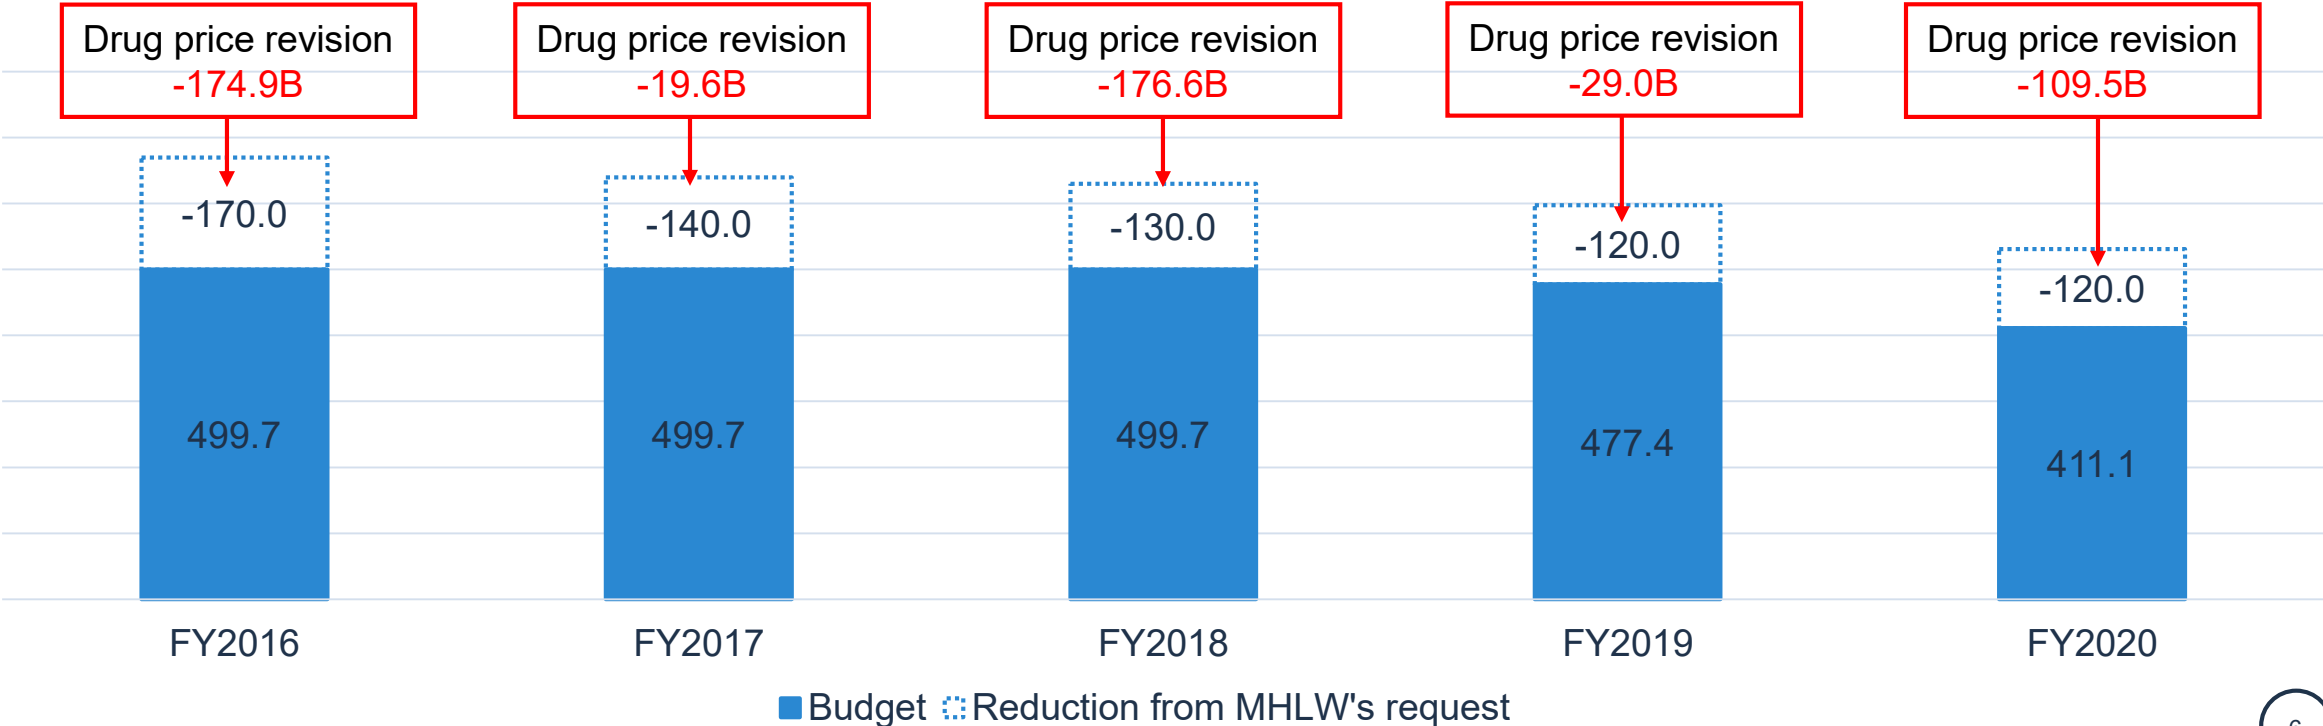 Drug price revision
-174.9B
Drug price revision
-19.6B
Drug price revision
-176.6B
Drug price revision
-29.0B
Drug price revision
-109.5B
-170.0
-140.0
-130.0
-120.0
-120.0
499.7
499.7
499.7
477.4
411.1
FY2016
FY2017
FY2018
FY2019
FY2020
Budget
Reduction from MHLW's request